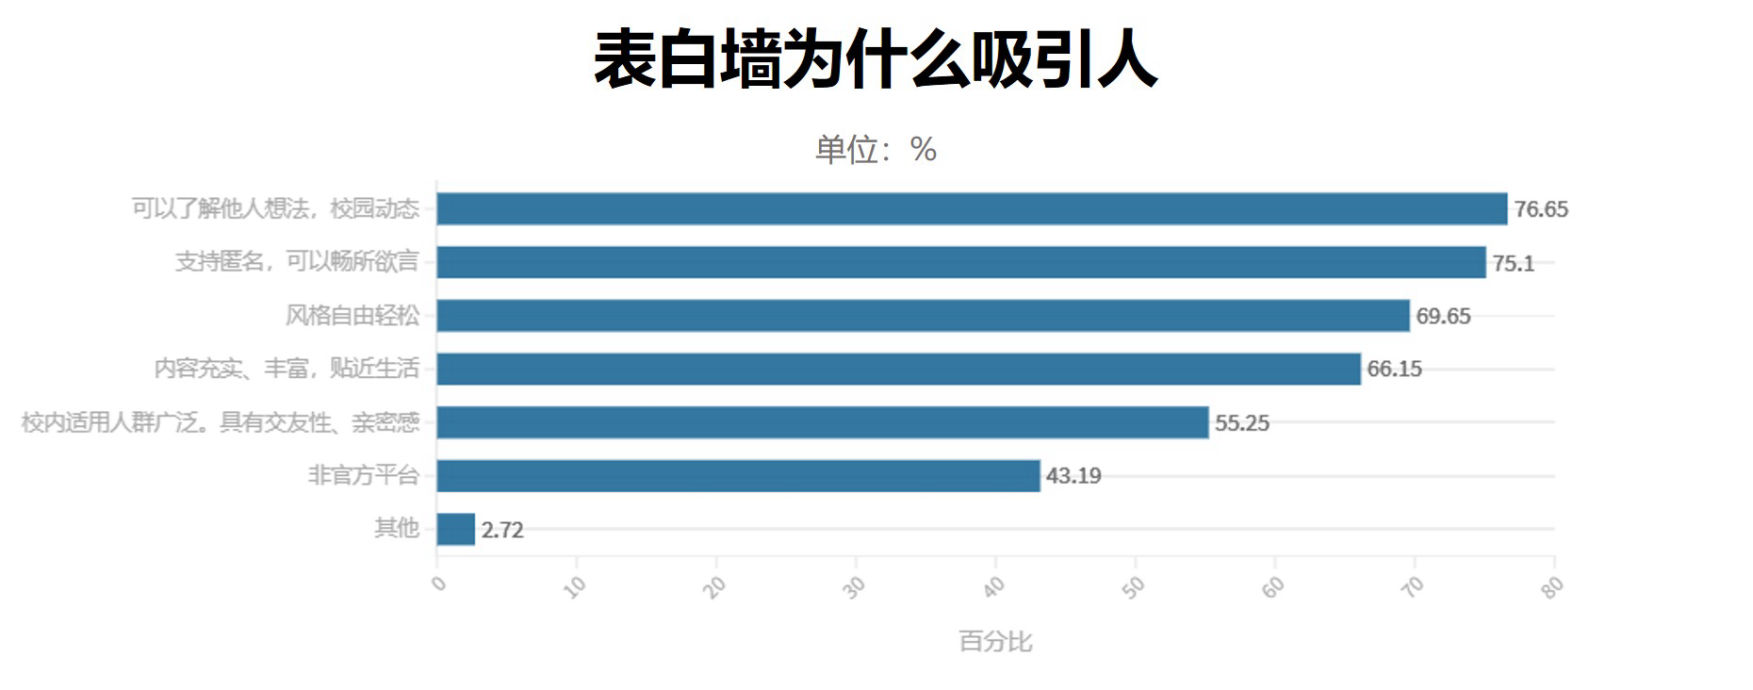 表白墙为什么吸引人
单位：%
可以了解他人想法，校园动态 76.65
支持匿名，可以畅所欲言 75.1
风格自由轻松 69.65
内容充实、丰富，贴近生活 66.15
校内适用人群广泛。具有交友性、亲密感 55.25
非官方平台 43.19
其他 2.72
0 10 20 30 40 50 60 70 80
百分比